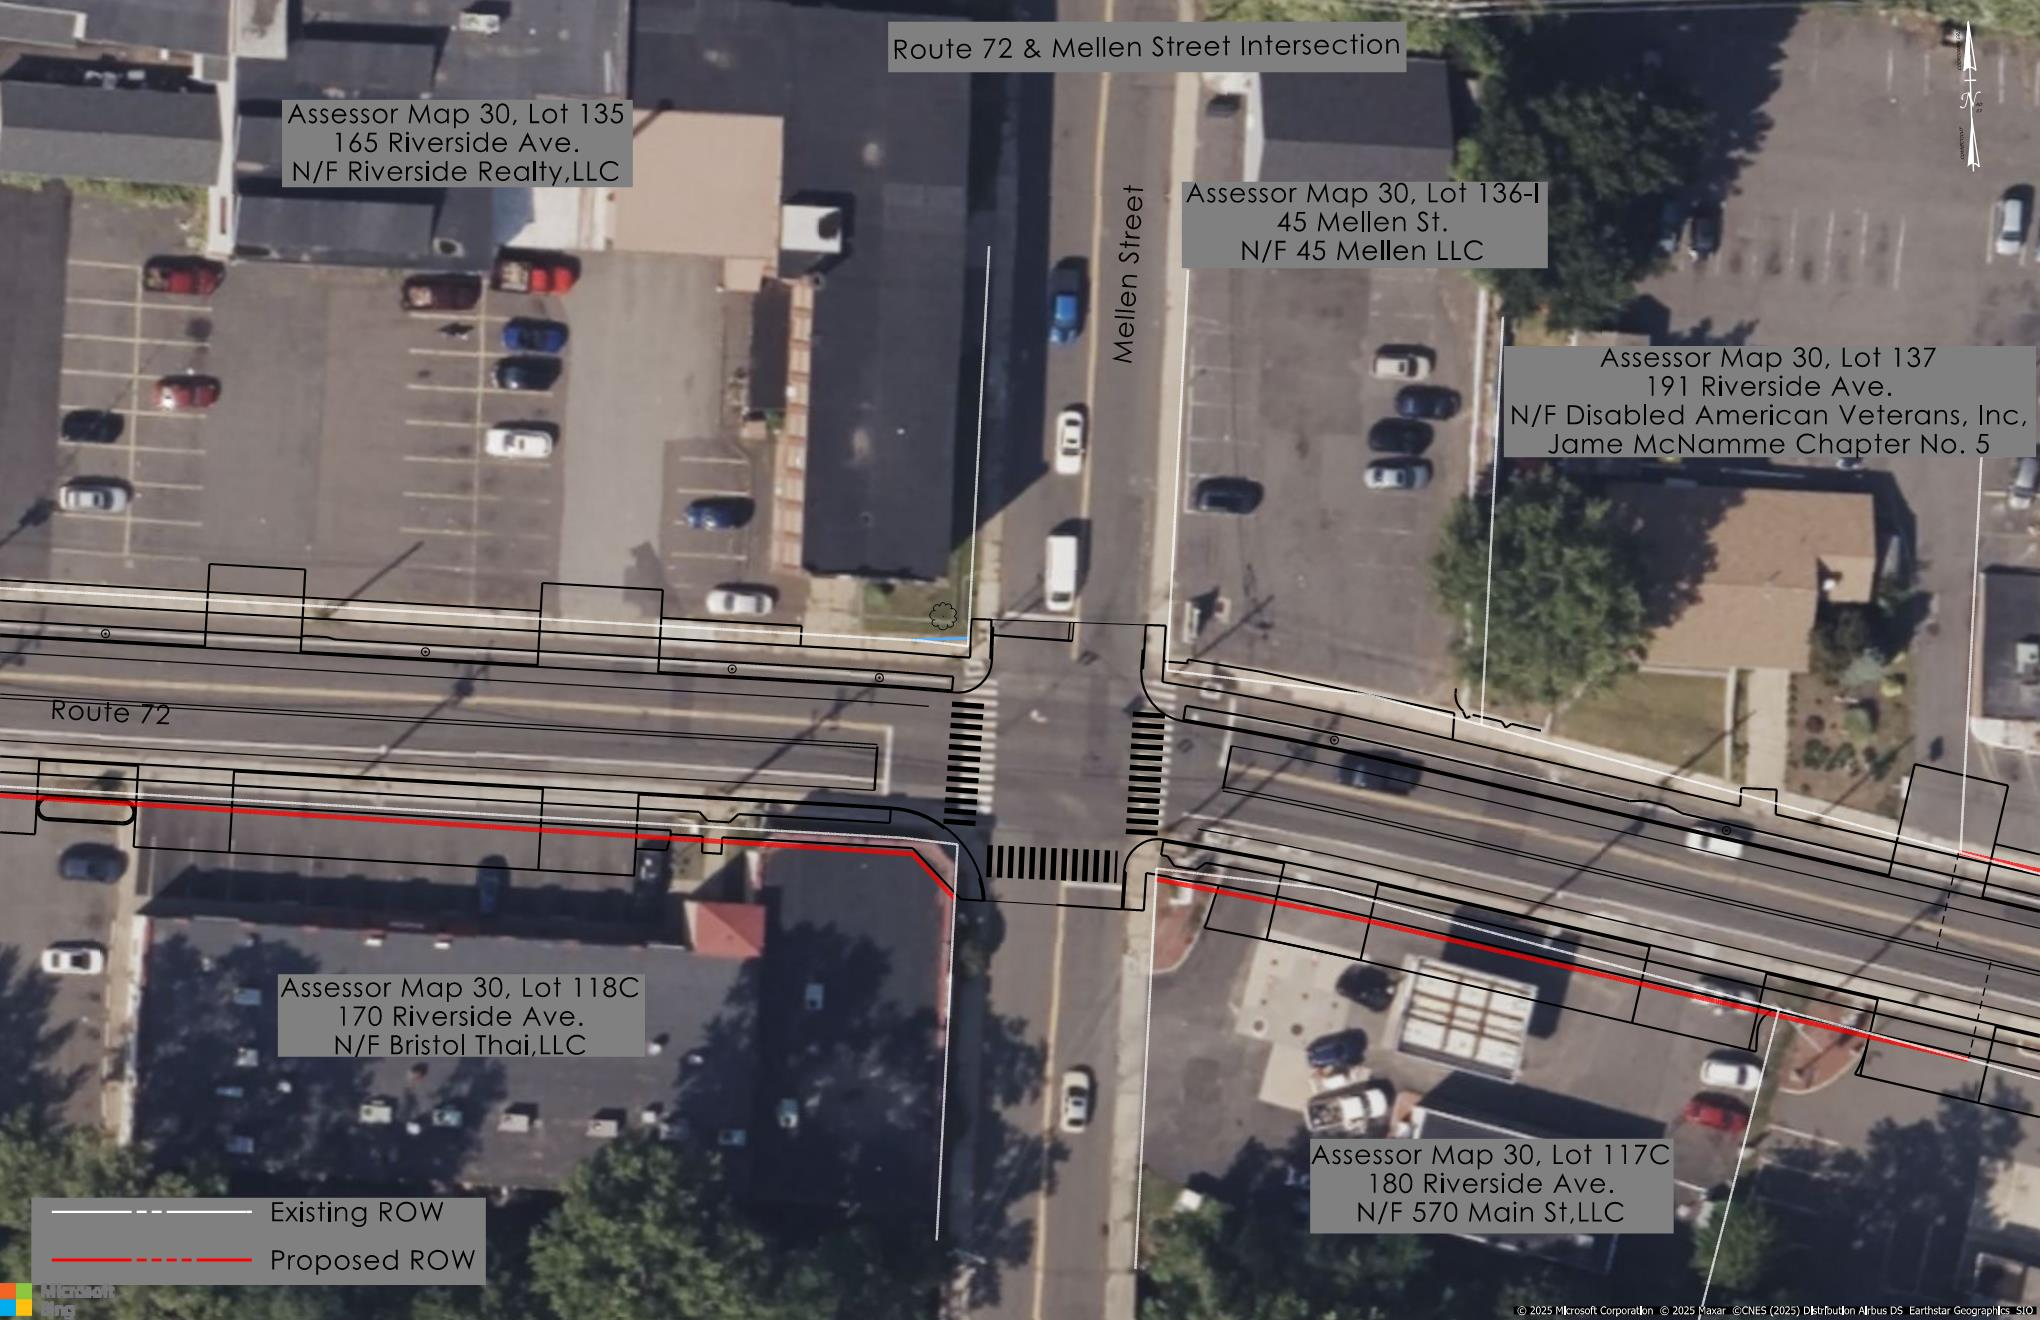 Route 72 & Mellen Street Intersection
Assessor Map 30, Lot 135
165 Riverside Ave.
N/F Riverside Realty,LLC
Mellen Street
Assessor Map 30, Lot 136-I
45 Mellen St.
N/F 45 Mellen LLC
N
Assessor Map 30, Lot 137
191 Riverside Ave.
N/F Disabled American Veterans, Inc,
Jame McNamme Chapter No. 5
Route 72
Assessor Map 30, Lot 118C
170 Riverside Ave.
N/F Bristol Thai,LLC
Assessor Map 30, Lot 117C
180 Riverside Ave.
N/F 570 Main St,LLC
Existing ROW
Proposed ROW
Microsoft
Bing
© 2025 Microsoft Corporation © 2025 Maxar ©CNES (2025) Distribution Airbus DS Earthstar Geographics SIO